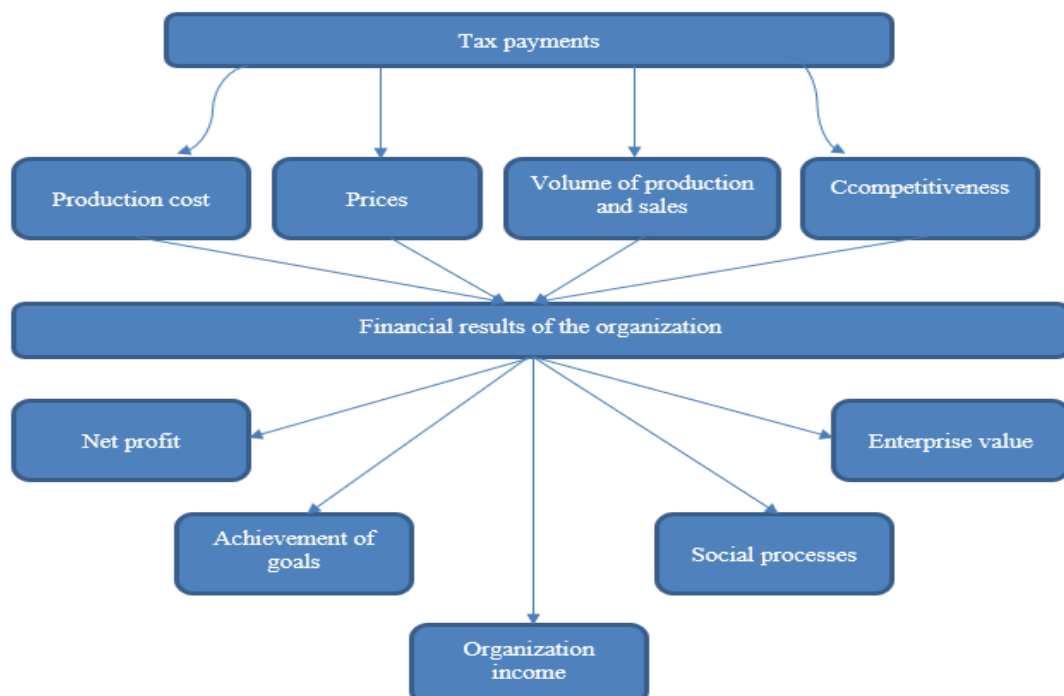 Tax payments
Production cost
Prices
Volume of production
and sales
Ccompetitiveness
Financial results of the organization
Net profit
Enterprise value
Achievement of
goals
Social processes
Organization
income